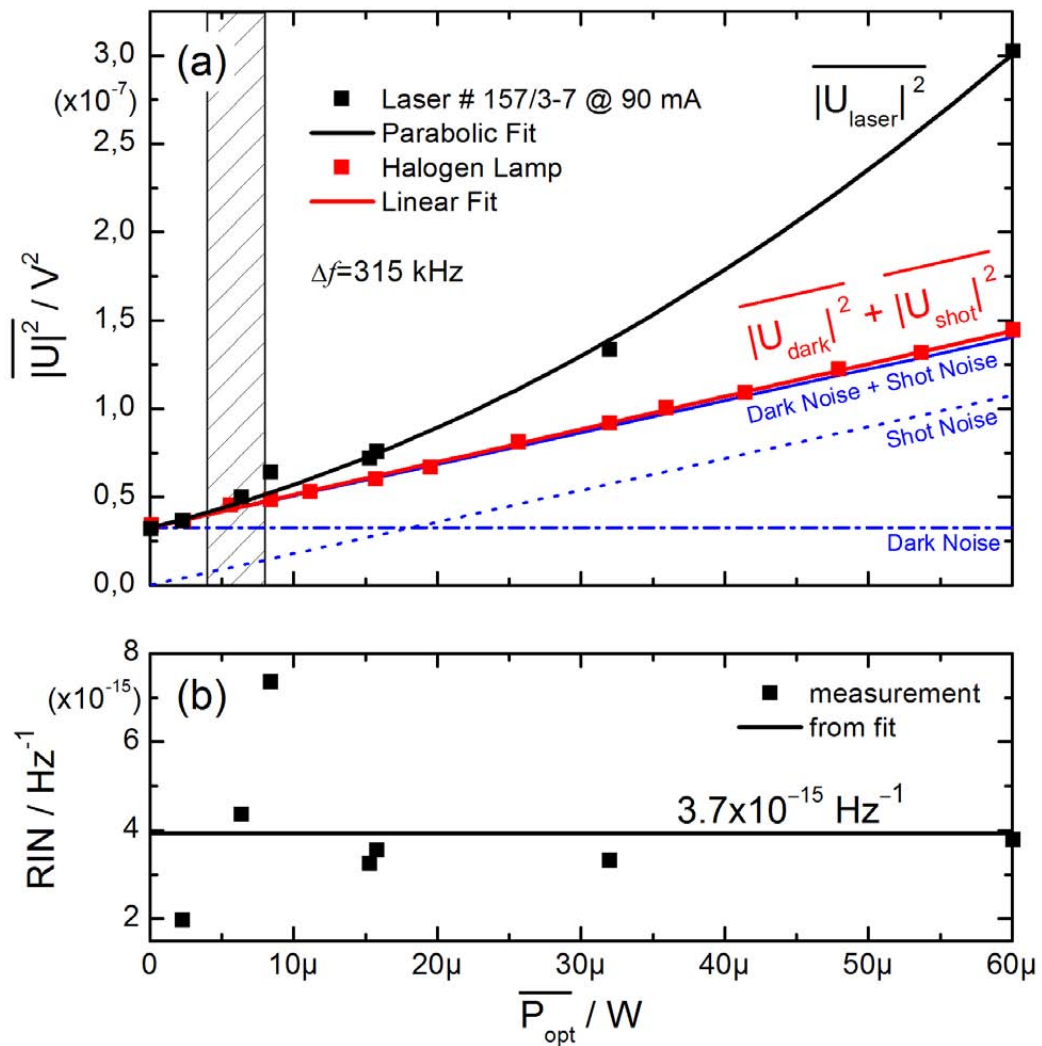 (a)
3,0
(x10⁻⁷)
2,5
2,0
1,5
1,0
0,5
0,0
|U|² / V²
Laser # 157/3-7 @ 90 mA
Parabolic Fit
Halogen Lamp
Linear Fit
Δf=315 kHz
|U_laser|²
|U_dark|² + |U_shot|²
Dark Noise + Shot Noise
Shot Noise
Dark Noise
(b)
8
(x10⁻¹⁵)
6
4
2
RIN / Hz⁻¹
measurement
from fit
3.7x10⁻¹⁵ Hz⁻¹
0 10µ 20µ 30µ 40µ 50µ 60µ
P_opt / W